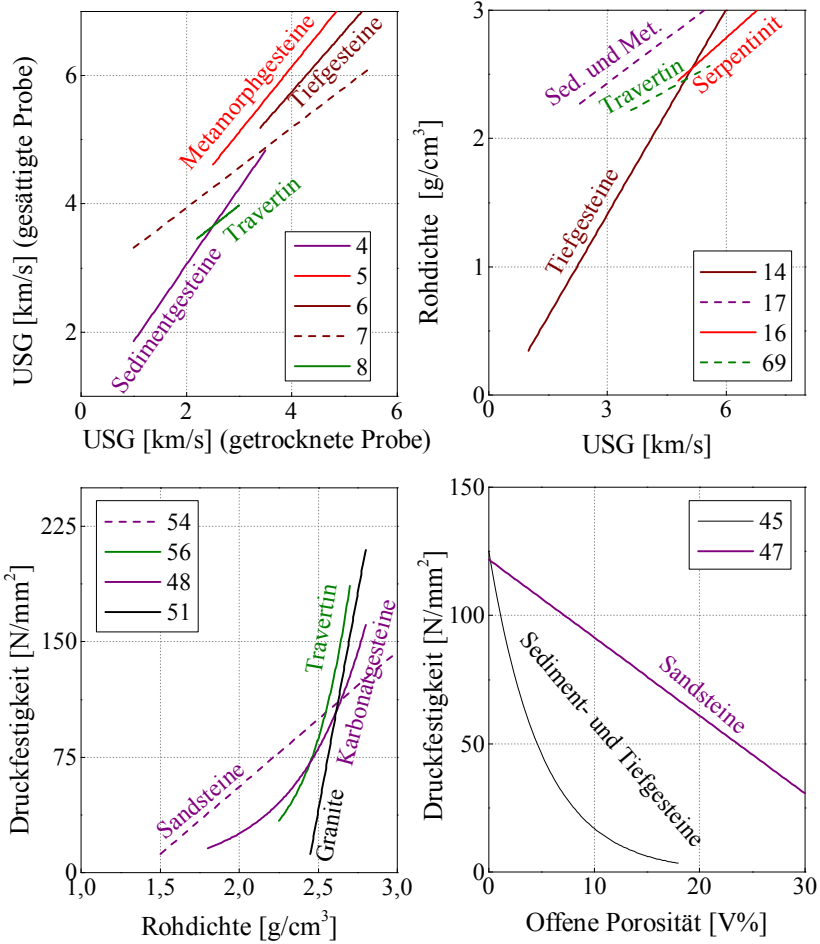 USG [km/s] (gesättigte Probe)
6
4
2
0
2
4
6
USG [km/s] (getrocknete Probe)
Metamorphgesteine
Tiefgesteine
Travertin
Sedimentgesteine
4
5
6
7
8
Rohdichte [g/cm³]
3
2
1
0
0
3
6
USG [km/s]
Sed. und Met.
Travertin
Serpentinit
Tiefgesteine
14
17
16
69
Druckfestigkeit [N/mm²]
225
150
75
0
1,0
1,5
2,0
2,5
3,0
Rohdichte [g/cm³]
54
56
48
51
Travertin
Karbonatgesteine
Sandsteine
Granite
Druckfestigkeit [N/mm²]
150
100
50
0
0
10
20
30
Offene Porosität [V%]
45
47
Sandsteine
Sediment- und Tiefgesteine